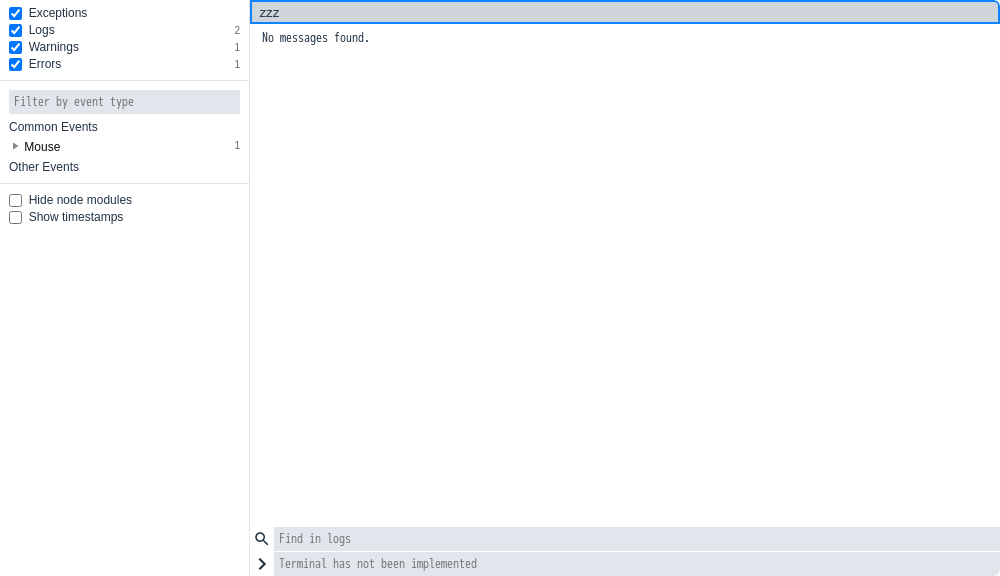 Exceptions
Logs 2
Warnings 1
Errors 1
Filter by event type
Common Events
Mouse 1
Other Events
Hide node modules
Show timestamps
zzz
No messages found.
Find in logs
Terminal has not been implemented